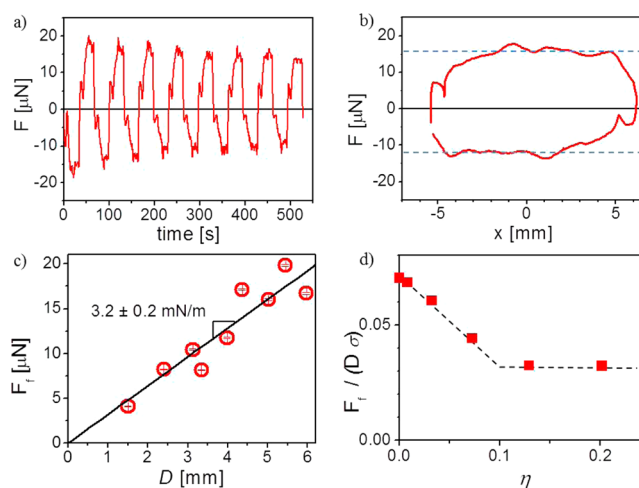 a)
F [μN]
20
10
0
-10
-20
0 100 200 300 400 500
time [s]
b)
F [μN]
20
10
0
-10
-20
-5 0 5
x [mm]
c)
F_f [μN]
20
15
10
5
0
3.2 ± 0.2 mN/m
0 1 2 3 4 5 6
D [mm]
d)
F_f / (D σ)
0.05
0.00
0.0 0.1 0.2
η